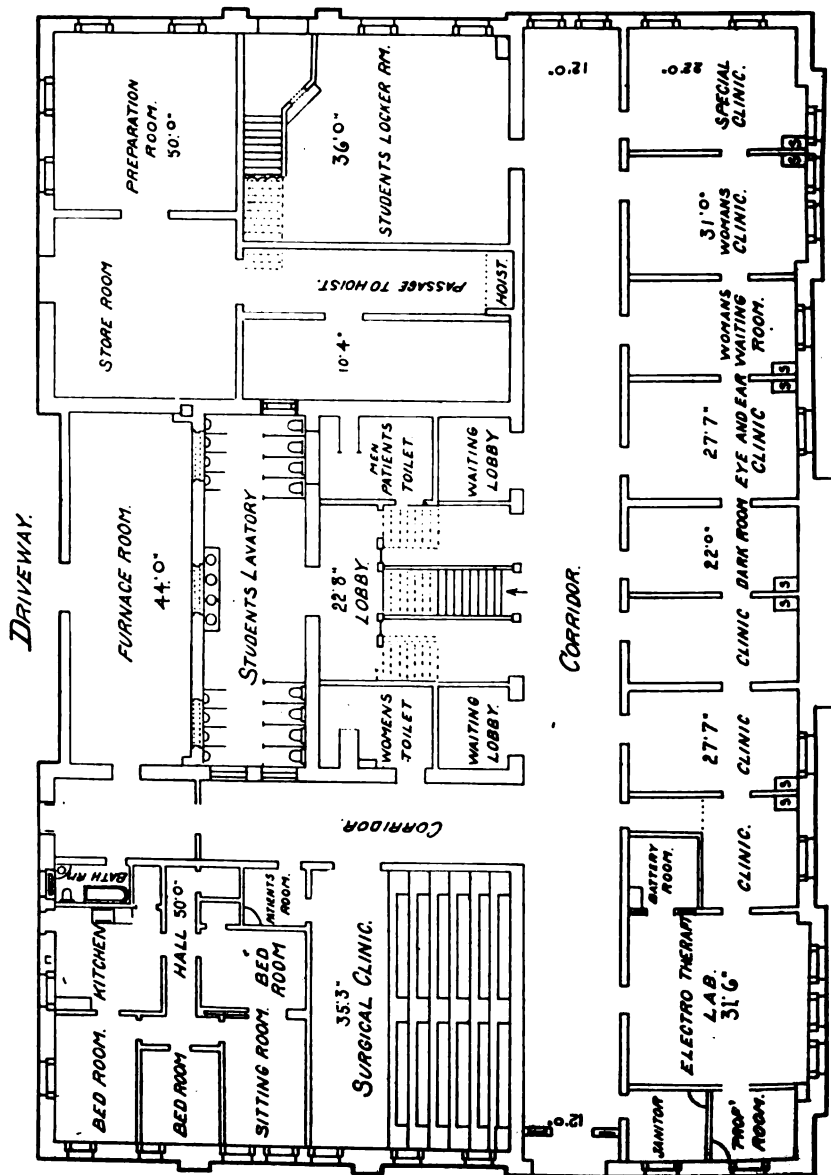 DRIVEWAY.
BED ROOM.
KITCHEN
BATH RM.
FURNACE ROOM.
44'0"
STORE ROOM
PREPARATION
ROOM.
50'0"
BED ROOM
HALL 50'0"
SITTING ROOM.
BED
ROOM
PATIENTS
ROOM.
STUDENTS LAVATORY
SURGICAL CLINIC.
35'3"
CORRIDOR.
WOMENS
TOILET
22'8"
LOBBY.
MEN
PATIENTS
TOILET
10'4"
PASSAGE TO HOIST.
HOIST.
STUDENTS LOCKER RM.
36'0"
WAITING
LOBBY.
WAITING
LOBBY
12'0"
CORRIDOR.
12'0"
JANITOR
"PROP'
ROOM.
ELECTRO THERAPT
LAB.
31'6"
BATTERY
ROOM.
CLINIC.
S
S
27'7"
CLINIC
CLINIC
S
S
22'0"
DARK ROOM
27'7"
EYE AND EAR
CLINIC
S
S
WOMANS
WAITING
ROOM.
31'0"
WOMANS
CLINIC.
S
S
22'0"
SPECIAL
CLINIC.